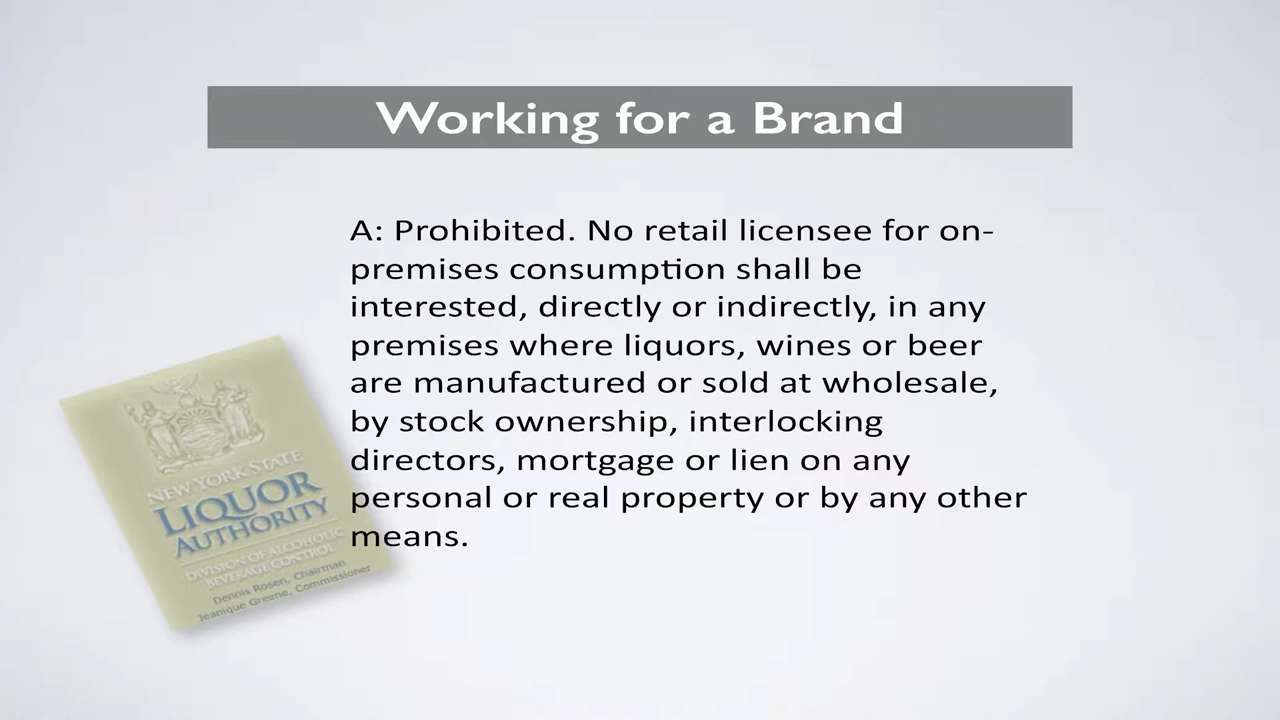 Working for a Brand
A: Prohibited. No retail licensee for on-
premises consumption shall be
interested, directly or indirectly, in any
premises where liquors, wines or beer
are manufactured or sold at wholesale,
by stock ownership, interlocking
directors, mortgage or lien on any
personal or real property or by any other
means.
NEW YORK STATE
LIQUOR
AUTHORITY
DIVISION OF ALCOHOLIC
BEVERAGE CONTROL
Dennis Rosen, Chairman
Jeanique Greene, Commissioner